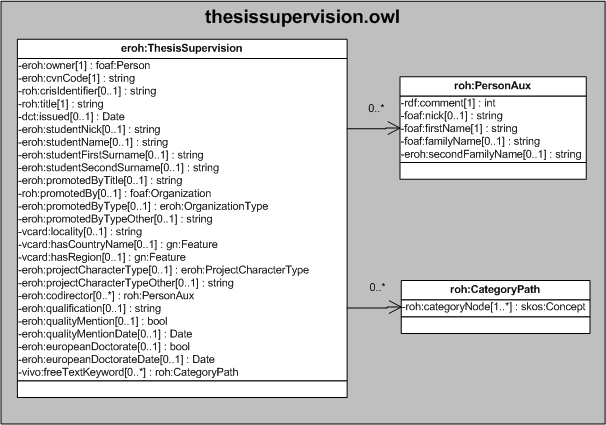 thesissupervision.owl
eroh:ThesisSupervision
-eroh:owner[1] : foaf:Person
-eroh:cvnCode[1] : string
-roh:crisIdentifier[0..1] : string
-roh:title[1] : string
-dct:issued[0..1] : Date
-eroh:studentNick[0..1] : string
-eroh:studentName[0..1] : string
-eroh:studentFirstSurname[0..1] : string
-eroh:studentSecondSurname[0..1] : string
-eroh:promotedByTitle[0..1] : string
-roh:promotedBy[0..1] : foaf:Organization
-eroh:promotedByType[0..1] : eroh:OrganizationType
-eroh:promotedByTypeOther[0..1] : string
-vcard:locality[0..1] : string
-vcard:hasCountryName[0..1] : gn:Feature
-vcard:hasRegion[0..1] : gn:Feature
-eroh:projectCharacterType[0..1] : eroh:ProjectCharacterType
-eroh:projectCharacterTypeOther[0..1] : string
-eroh:codirector[0..*] : roh:PersonAux
-eroh:qualification[0..1] : string
-eroh:qualityMention[0..1] : bool
-eroh:qualityMentionDate[0..1] : Date
-eroh:europeanDoctorate[0..1] : bool
-eroh:europeanDoctorateDate[0..1] : Date
-vivo:freeTextKeyword[0..*] : roh:CategoryPath
0..*
roh:PersonAux
-rdf:comment[1] : int
-foaf:nick[0..1] : string
-foaf:firstName[1] : string
-foaf:familyName[0..1] : string
-eroh:secondFamilyName[0..1] : string
0..*
roh:CategoryPath
-roh:categoryNode[1..*] : skos:Concept